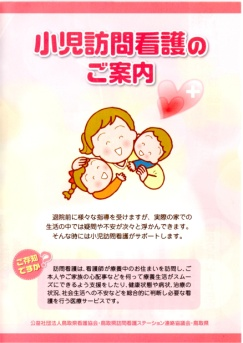 小児訪問看護の
ご案内
退院前に様々な指導を受けますが、実際の家での
生活の中では疑問や不安が次々と浮かんできます。
そんな時には小児訪問看護がサポートします。
ご存知
ですか
訪問看護は、看護師が療養中のお住まいを訪問し、ご
本人やご家族の心配事などを伺って療養生活がスムー
ズにできるよう支援をしたり、健康状態や病状、治療の
状況、社会生活への不安などを総合的に判断し必要な看
護を行う医療サービスです。
公益社団法人鳥取県看護協会・鳥取県訪問看護ステーション連絡協議会・鳥取県